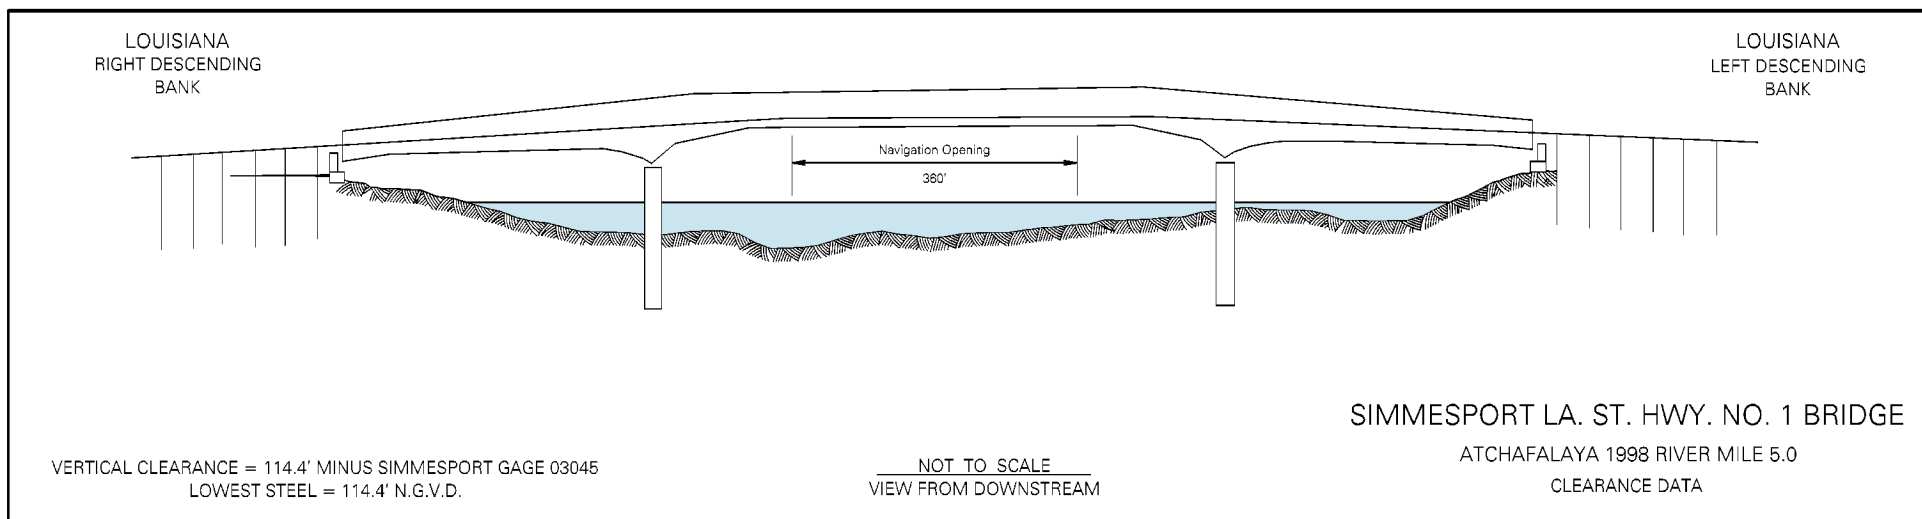 LOUISIANA
RIGHT DESCENDING
BANK
LOUISIANA
LEFT DESCENDING
BANK
Navigation Opening
360'
SIMMESPORT LA. ST. HWY. NO. 1 BRIDGE
ATCHAFALAYA 1998 RIVER MILE 5.0
CLEARANCE DATA
VERTICAL CLEARANCE = 114.4' MINUS SIMMESPORT GAGE 03045
LOWEST STEEL = 114.4' N.G.V.D.
NOT TO SCALE
VIEW FROM DOWNSTREAM